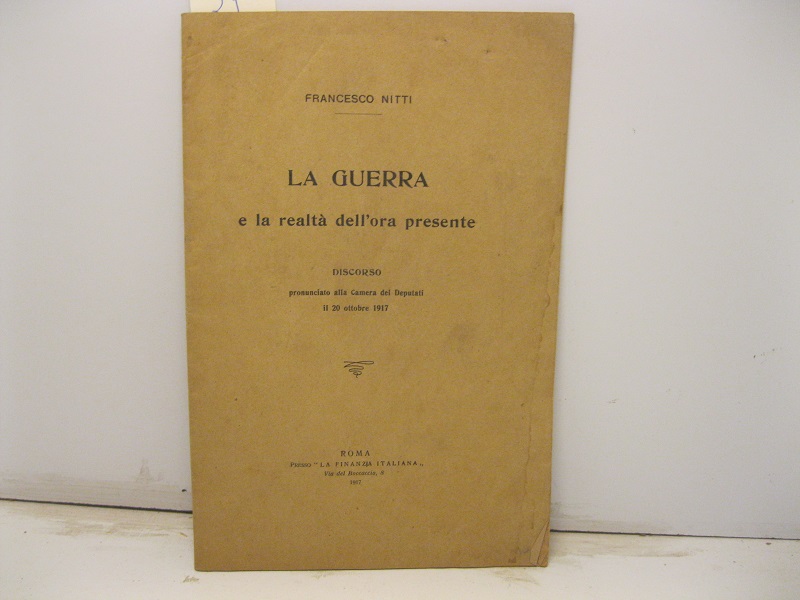 FRANCESCO NITTI
LA GUERRA
e la realtà dell'ora presente
DISCORSO
pronunciato alla Camera dei Deputati
il 20 ottobre 1917
ROMA
PRESSO "LA FINANZIA ITALIANA„
Via del Boccaccio, 8
1917